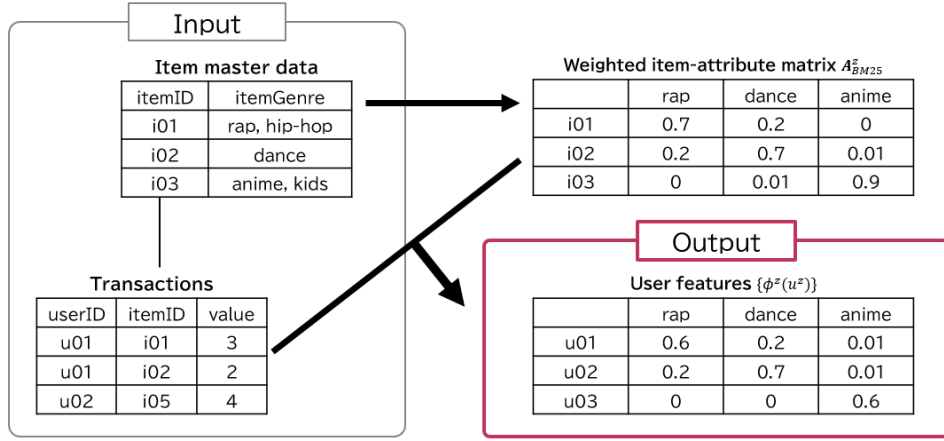 Input
Item master data
itemID itemGenre
i01 rap, hip-hop
i02 dance
i03 anime, kids
Transactions
userID itemID value
u01 i01 3
u01 i02 2
u02 i05 4
Weighted item-attribute matrix A^z_BM25
rap dance anime
i01 0.7 0.2 0
i02 0.2 0.7 0.01
i03 0 0.01 0.9
Output
User features {ϕ^z(u^z)}
rap dance anime
u01 0.6 0.2 0.01
u02 0.2 0.7 0.01
u03 0 0 0.6